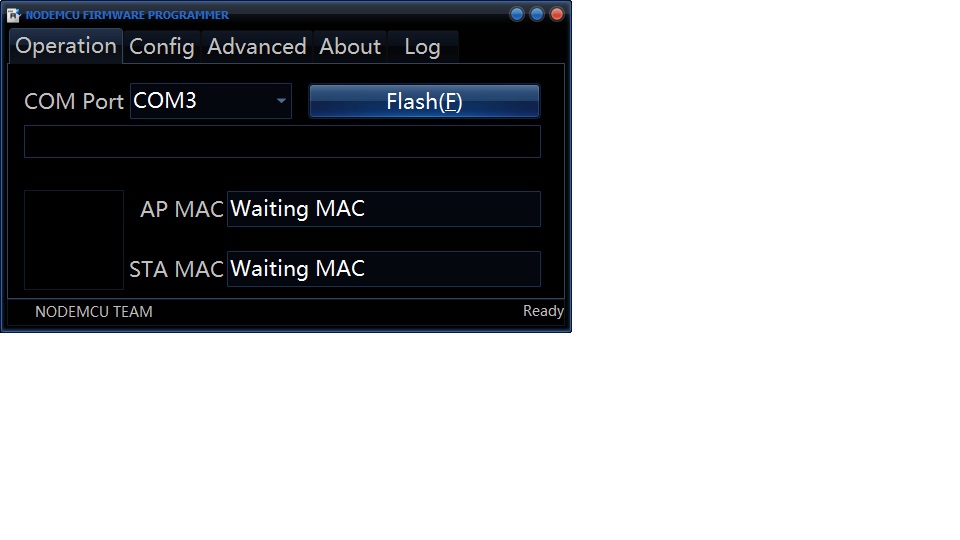 NODEMCU FIRMWARE PROGRAMMER
Operation Config Advanced About Log
COM Port COM3 Flash(F)
AP MAC Waiting MAC
STA MAC Waiting MAC
NODEMCU TEAM Ready